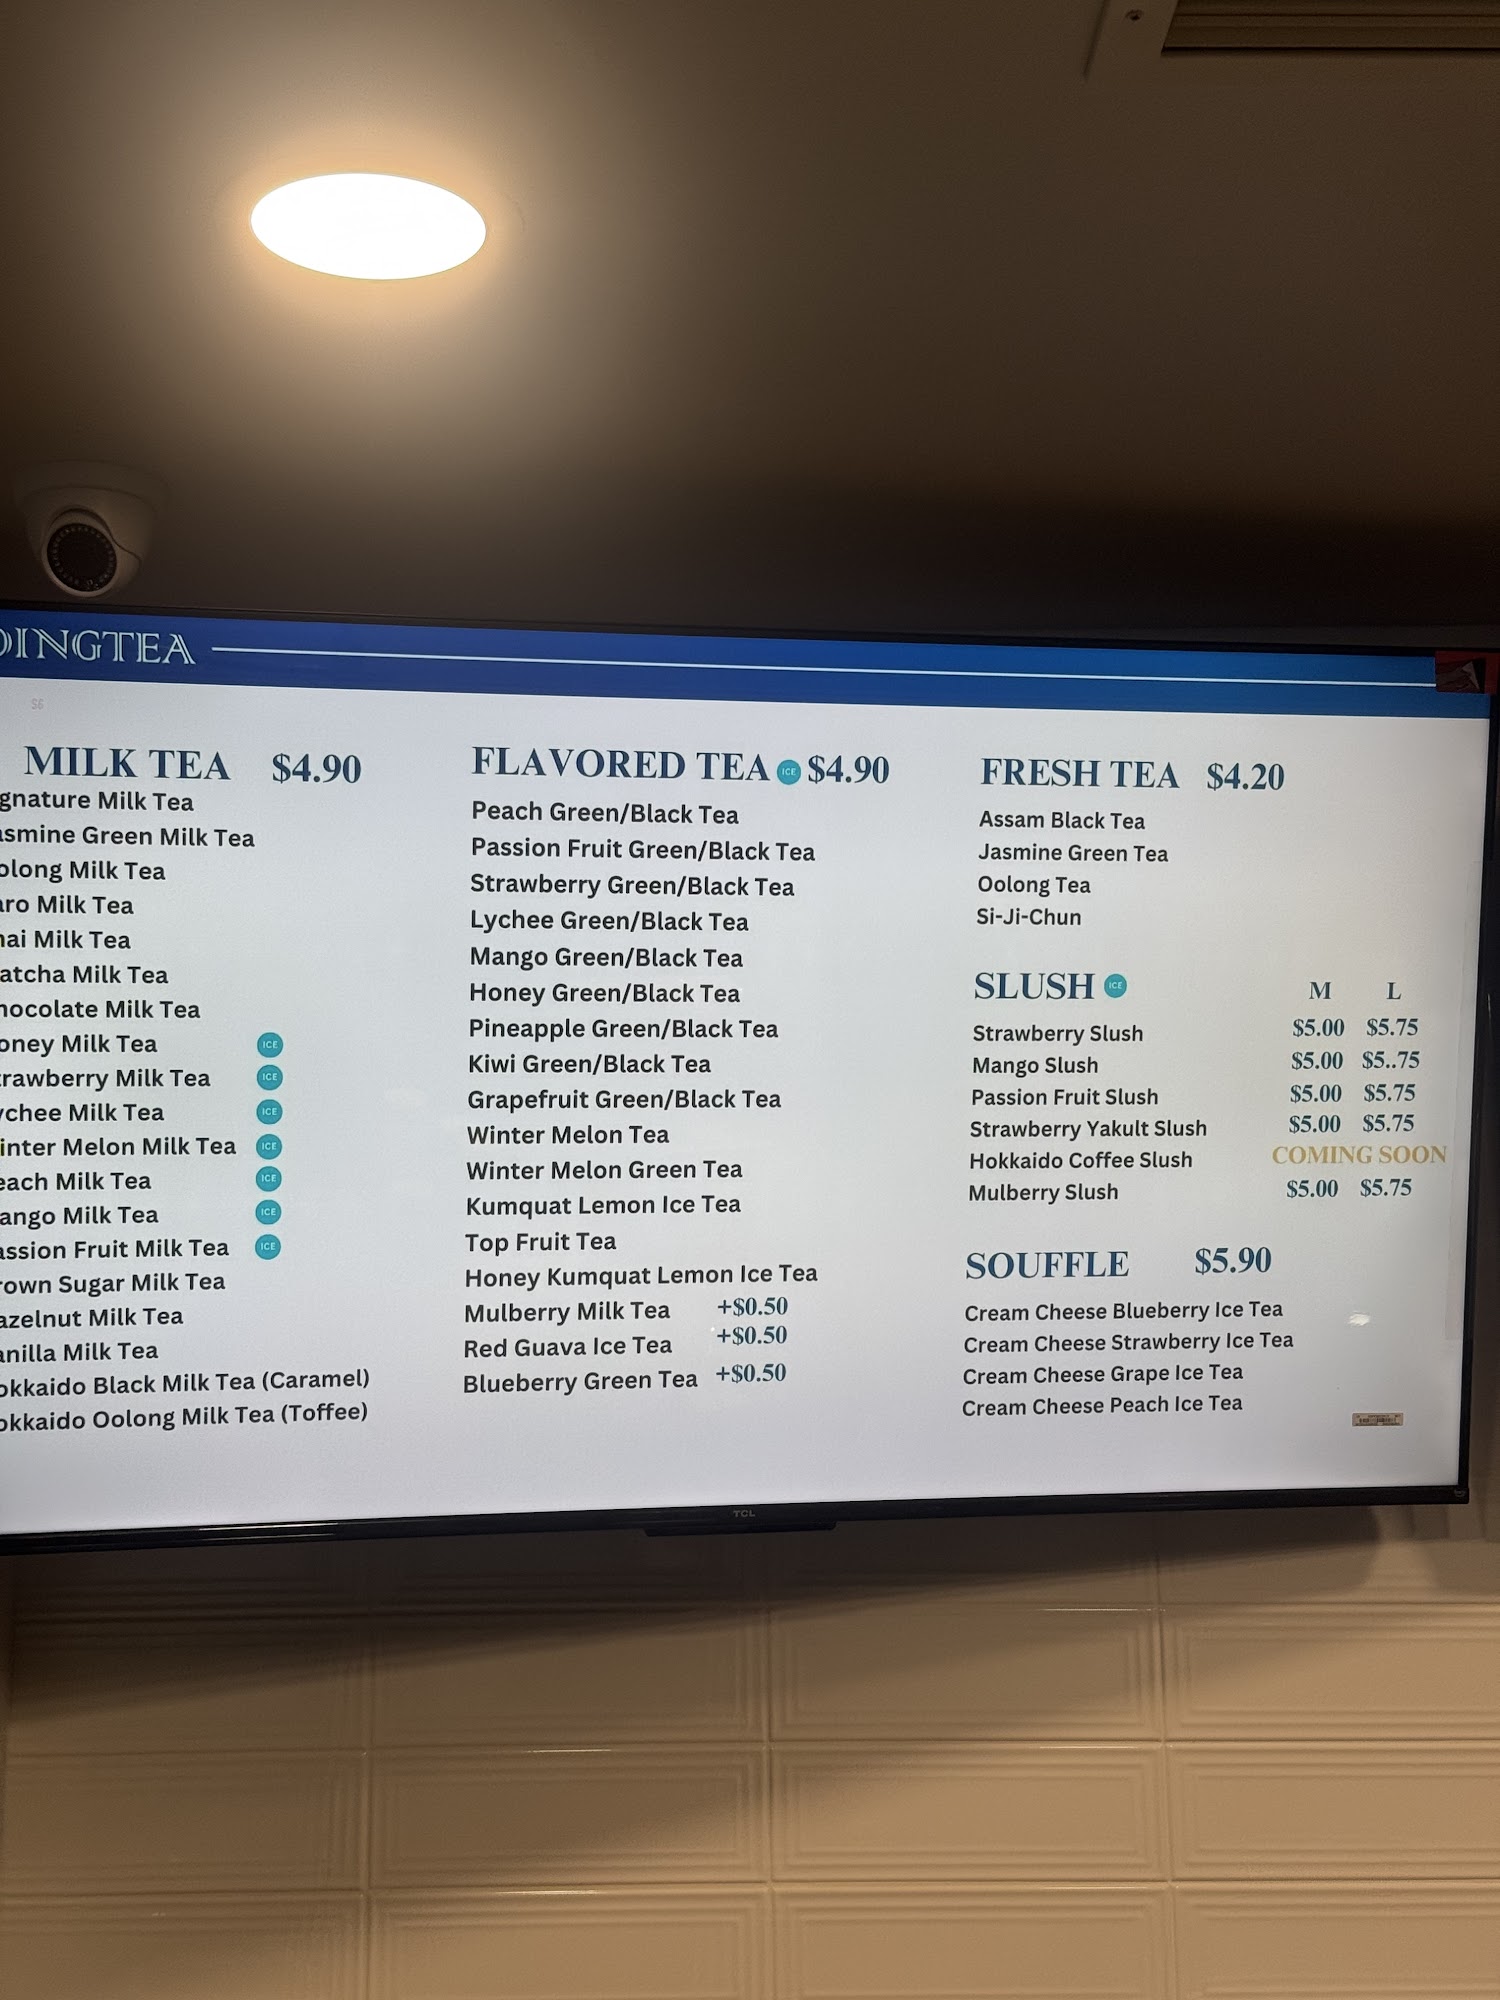 DINGTEA
S6
MILK TEA $4.90
gnature Milk Tea
asmine Green Milk Tea
olong Milk Tea
aro Milk Tea
hai Milk Tea
atcha Milk Tea
hocolate Milk Tea
oney Milk Tea ICE
trawberry Milk Tea ICE
ychee Milk Tea ICE
inter Melon Milk Tea ICE
each Milk Tea ICE
ango Milk Tea ICE
assion Fruit Milk Tea ICE
rown Sugar Milk Tea
azelnut Milk Tea
anilla Milk Tea
okkaido Black Milk Tea (Caramel)
okkaido Oolong Milk Tea (Toffee)
FLAVORED TEA ICE $4.90
Peach Green/Black Tea
Passion Fruit Green/Black Tea
Strawberry Green/Black Tea
Lychee Green/Black Tea
Mango Green/Black Tea
Honey Green/Black Tea
Pineapple Green/Black Tea
Kiwi Green/Black Tea
Grapefruit Green/Black Tea
Winter Melon Tea
Winter Melon Green Tea
Kumquat Lemon Ice Tea
Top Fruit Tea
Honey Kumquat Lemon Ice Tea
Mulberry Milk Tea +$0.50
Red Guava Ice Tea +$0.50
Blueberry Green Tea +$0.50
FRESH TEA $4.20
Assam Black Tea
Jasmine Green Tea
Oolong Tea
Si-Ji-Chun
SLUSH ICE M L
Strawberry Slush $5.00 $5.75
Mango Slush $5.00 $5..75
Passion Fruit Slush $5.00 $5.75
Strawberry Yakult Slush $5.00 $5.75
Hokkaido Coffee Slush COMING SOON
Mulberry Slush $5.00 $5.75
SOUFFLE $5.90
Cream Cheese Blueberry Ice Tea
Cream Cheese Strawberry Ice Tea
Cream Cheese Grape Ice Tea
Cream Cheese Peach Ice Tea
TCL